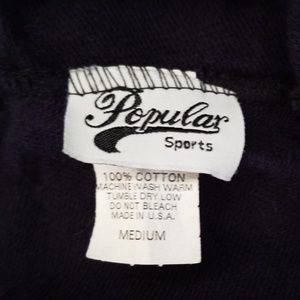 Popular
Sports
100% COTTON
MACHINE WASH WARM
TUMBLE DRY LOW
DO NOT BLEACH
MADE IN U.S.A.
MEDIUM